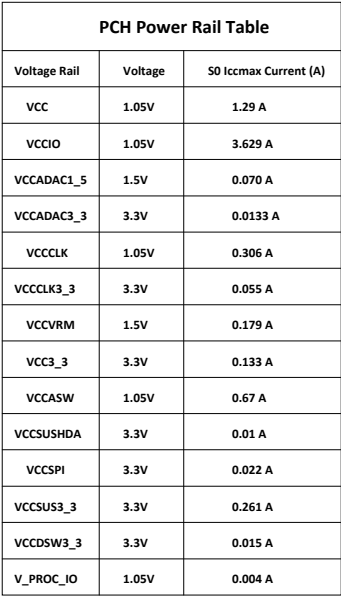 PCH Power Rail Table
Voltage Rail Voltage S0 Iccmax Current (A)
VCC 1.05V 1.29 A
VCCIO 1.05V 3.629 A
VCCADAC1_5 1.5V 0.070 A
VCCADAC3_3 3.3V 0.0133 A
VCCCLK 1.05V 0.306 A
VCCCLK3_3 3.3V 0.055 A
VCCVRM 1.5V 0.179 A
VCC3_3 3.3V 0.133 A
VCCASW 1.05V 0.67 A
VCCSUSHDA 3.3V 0.01 A
VCCSPI 3.3V 0.022 A
VCCSUS3_3 3.3V 0.261 A
VCCDSW3_3 3.3V 0.015 A
V_PROC_IO 1.05V 0.004 A